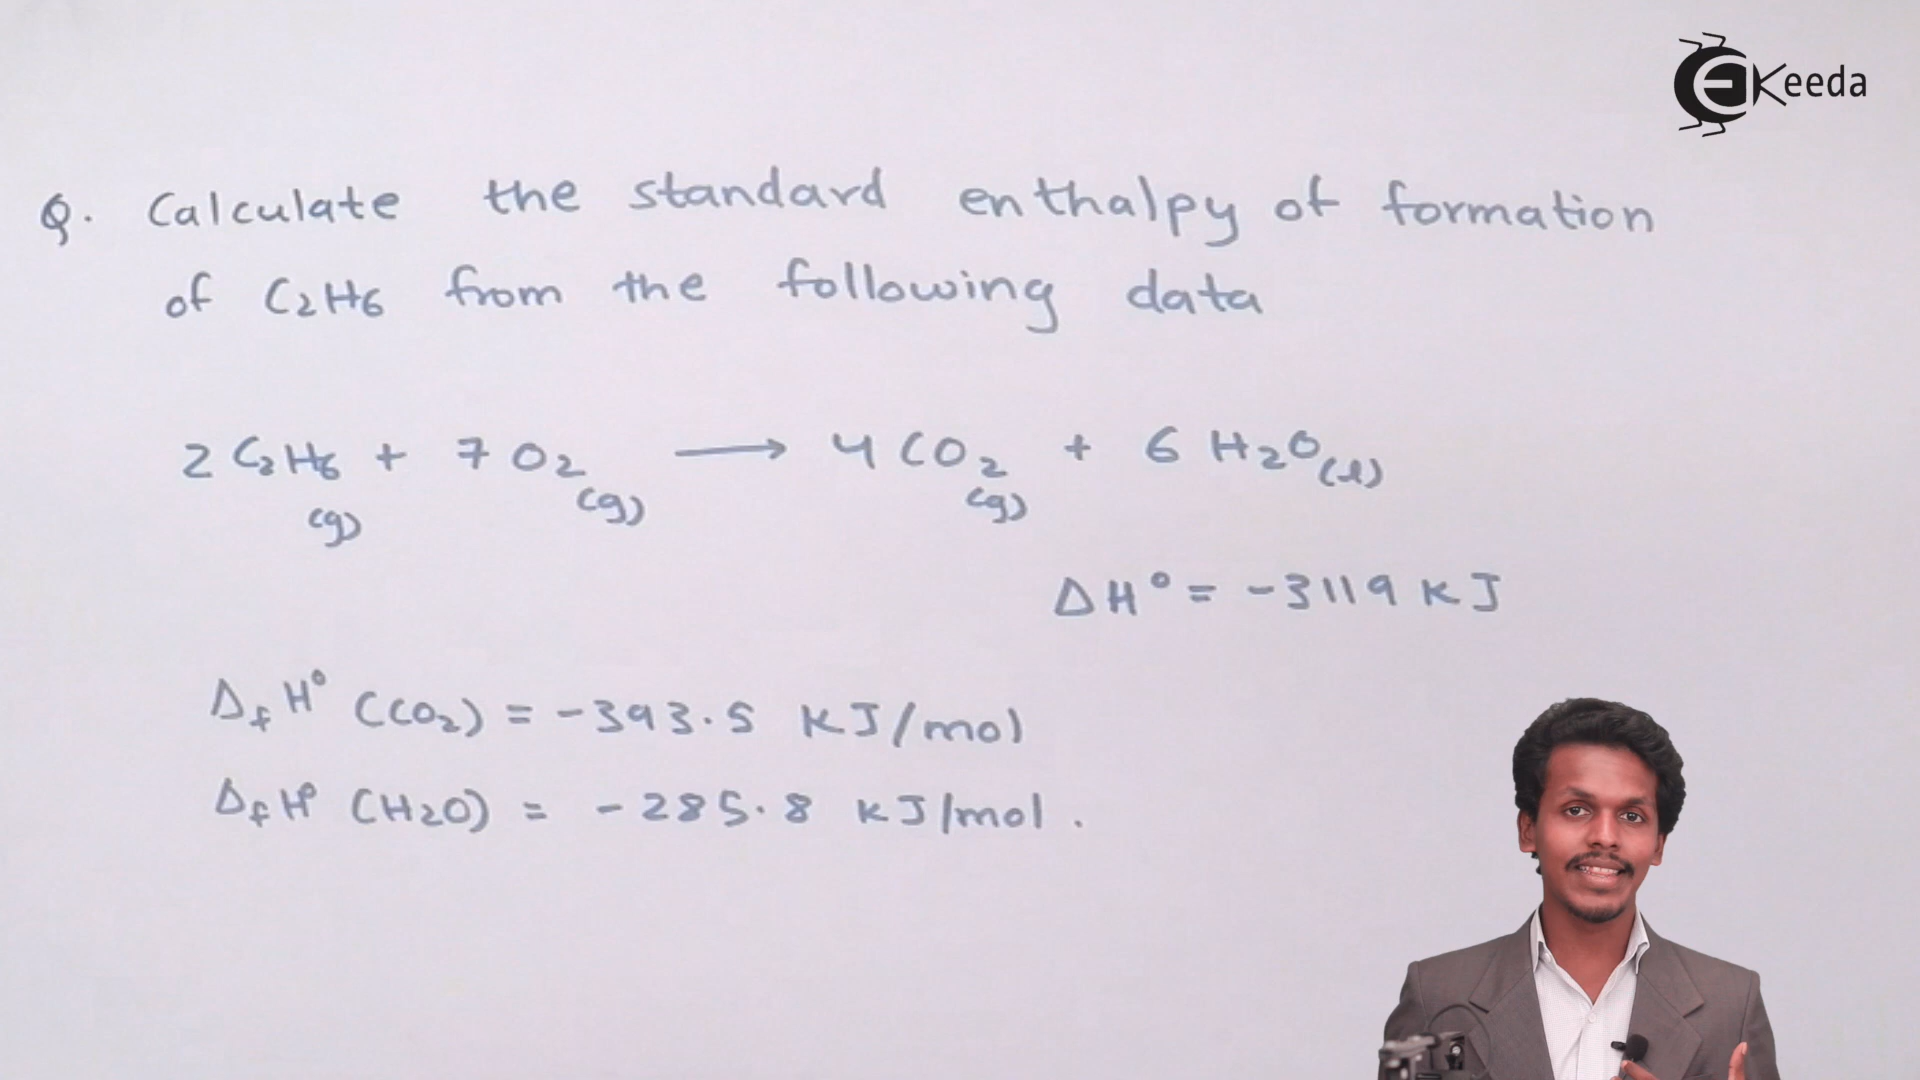 EKeeda
Q. Calculate the standard enthalpy of formation
of C2H6 from the following data
2 C2H6 (g) + 7 O2 (g) ⟶ 4 CO2 (g) + 6 H2O (l)
ΔH° = -3119 KJ
ΔfH° (CO2) = -393.5 KJ/mol
ΔfH° (H2O) = -285.8 KJ/mol.